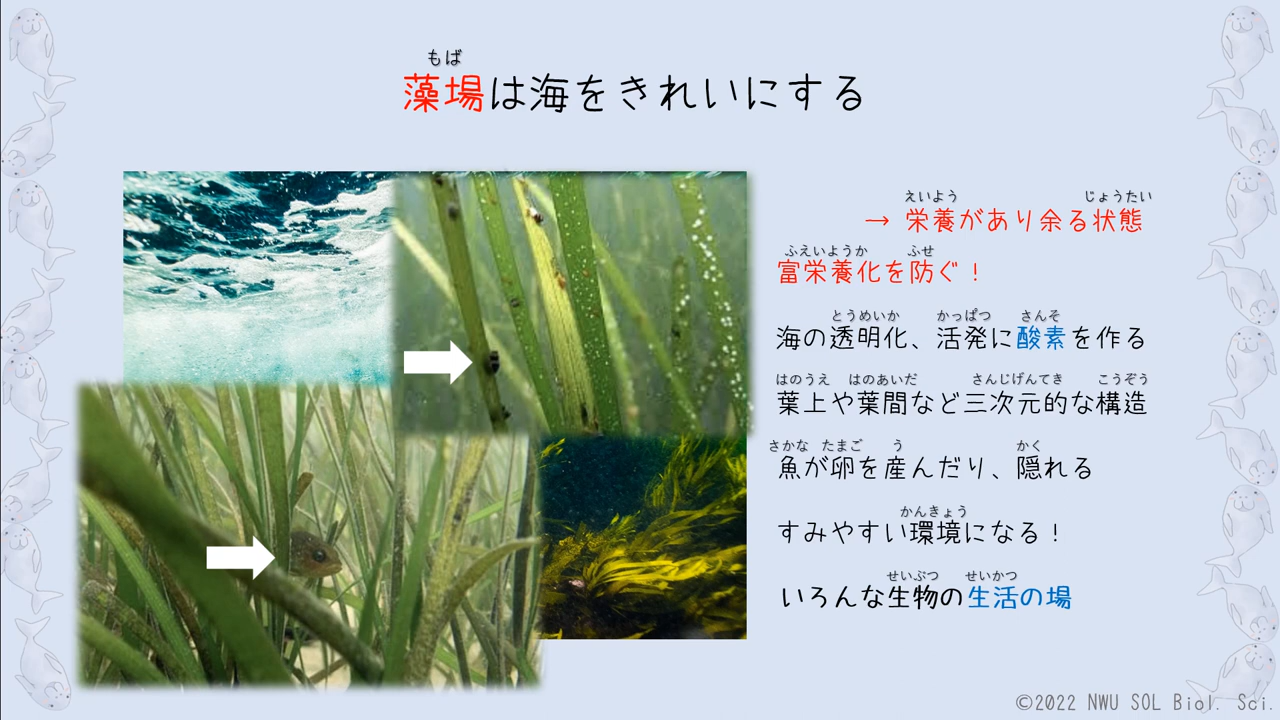 もば
藻場は海をきれいにする
えいよう じょうたい
→ 栄養があり余る状態
ふえいようか ふせ
富栄養化を防ぐ！
とうめいか かっぱつ さんそ
海の透明化、活発に酸素を作る
はのうえ はのあいだ さんじげんてき こうぞう
葉上や葉間など三次元的な構造
さかな たまご う かく
魚が卵を産んだり、隠れる
かんきょう
すみやすい環境になる！
せいぶつ せいかつ
いろんな生物の生活の場
©2022 NWU SOL Biol. Sci.